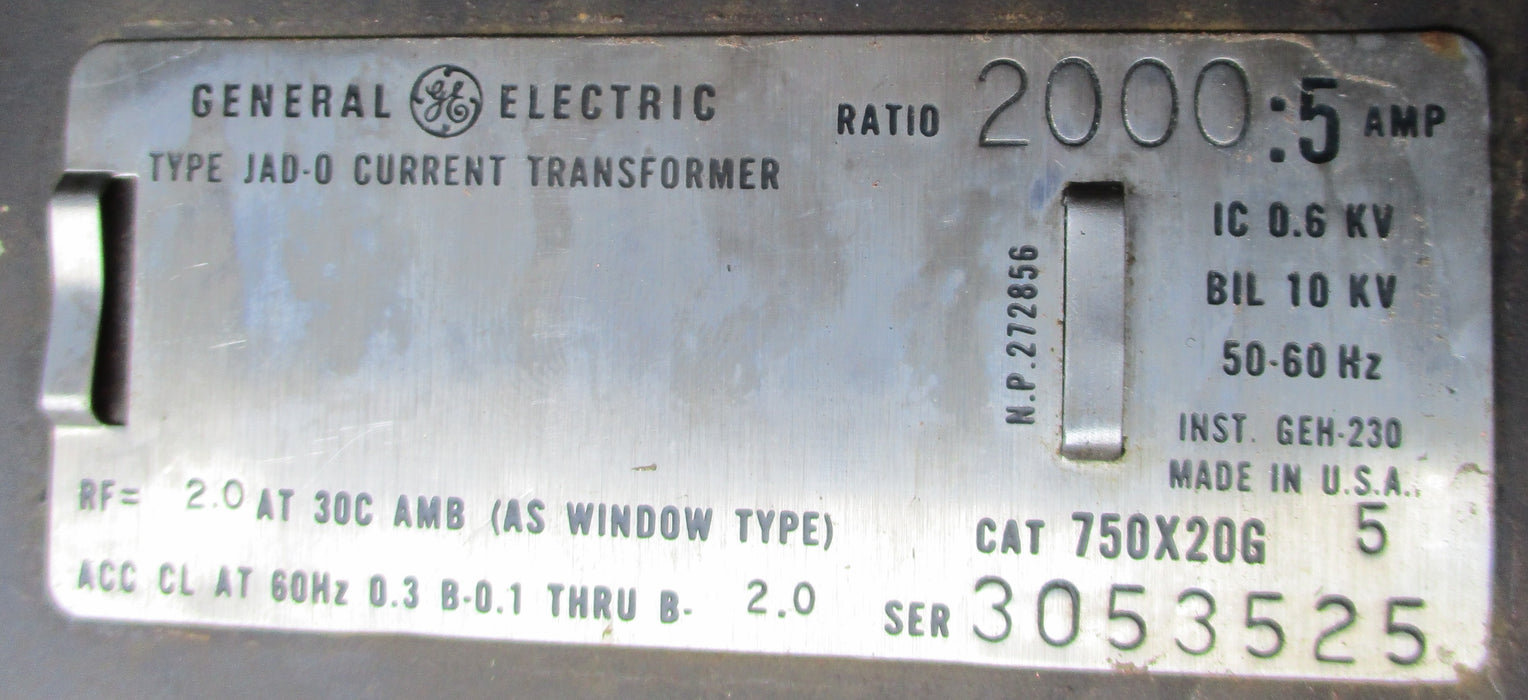 GENERAL GE ELECTRIC
TYPE JAD-0 CURRENT TRANSFORMER
RATIO 2000:5 AMP
IC 0.6 KV
BIL 10 KV
50-60 Hz
N.P. 272856
INST. GEH-230
MADE IN U.S.A.
RF= 2.0 AT 30C AMB (AS WINDOW TYPE)
ACC CL AT 60Hz 0.3 B-0.1 THRU B- 2.0
CAT 750X20G 5
SER 3053525